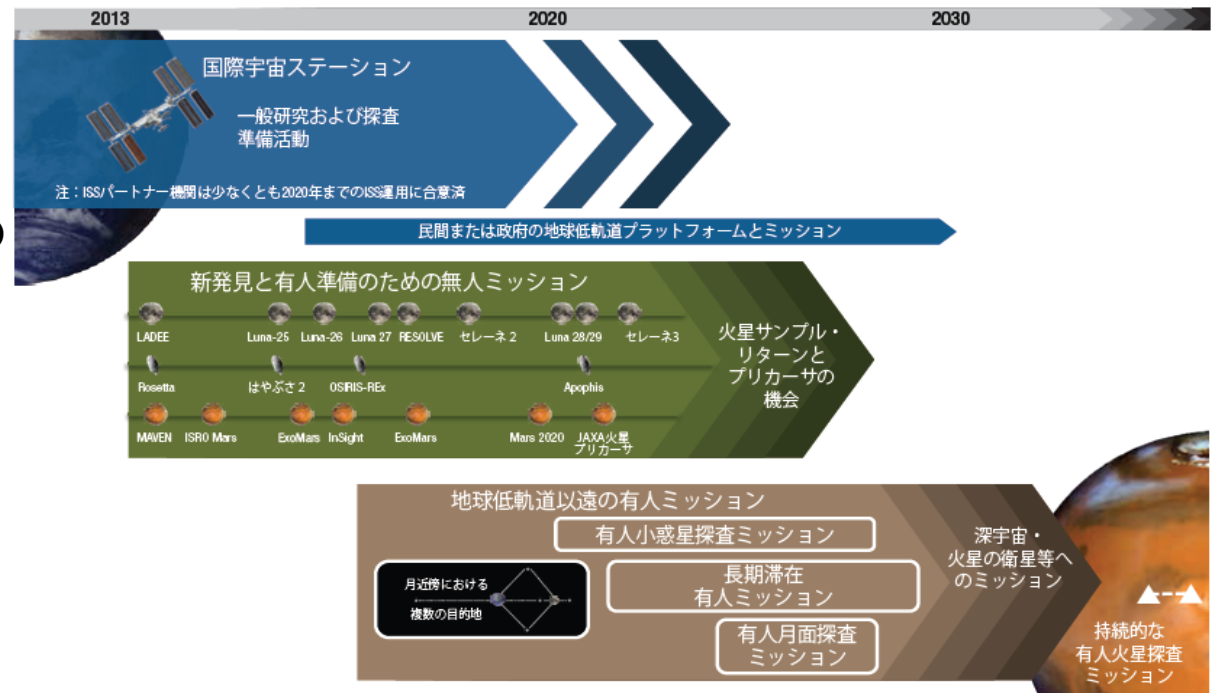 2013
2020
2030
国際宇宙ステーション
一般研究および探査
準備活動
注：ISSパートナー機関は少なくとも2020年までのISS運用に合意済
民間または政府の地球低軌道プラットフォームとミッション
新発見と有人準備のための無人ミッション
LADEE
Luna-25
Luna-26
Luna 27
RESOLVE
セレーネ 2
Luna 28/29
セレーネ3
Rosetta
はやぶさ 2
OSIRIS-REx
Apophis
MAVEN
ISRO Mars
ExoMars
InSight
ExoMars
Mars 2020
JAXA火星
プリカーサ
火星サンプル・
リターンと
プリカーサの
機会
地球低軌道以遠の有人ミッション
有人小惑星探査ミッション
月近傍における
複数の目的地
長期滞在
有人ミッション
有人月面探査
ミッション
深宇宙・
火星の衛星等へ
のミッション
持続的な
有人火星探査
ミッション